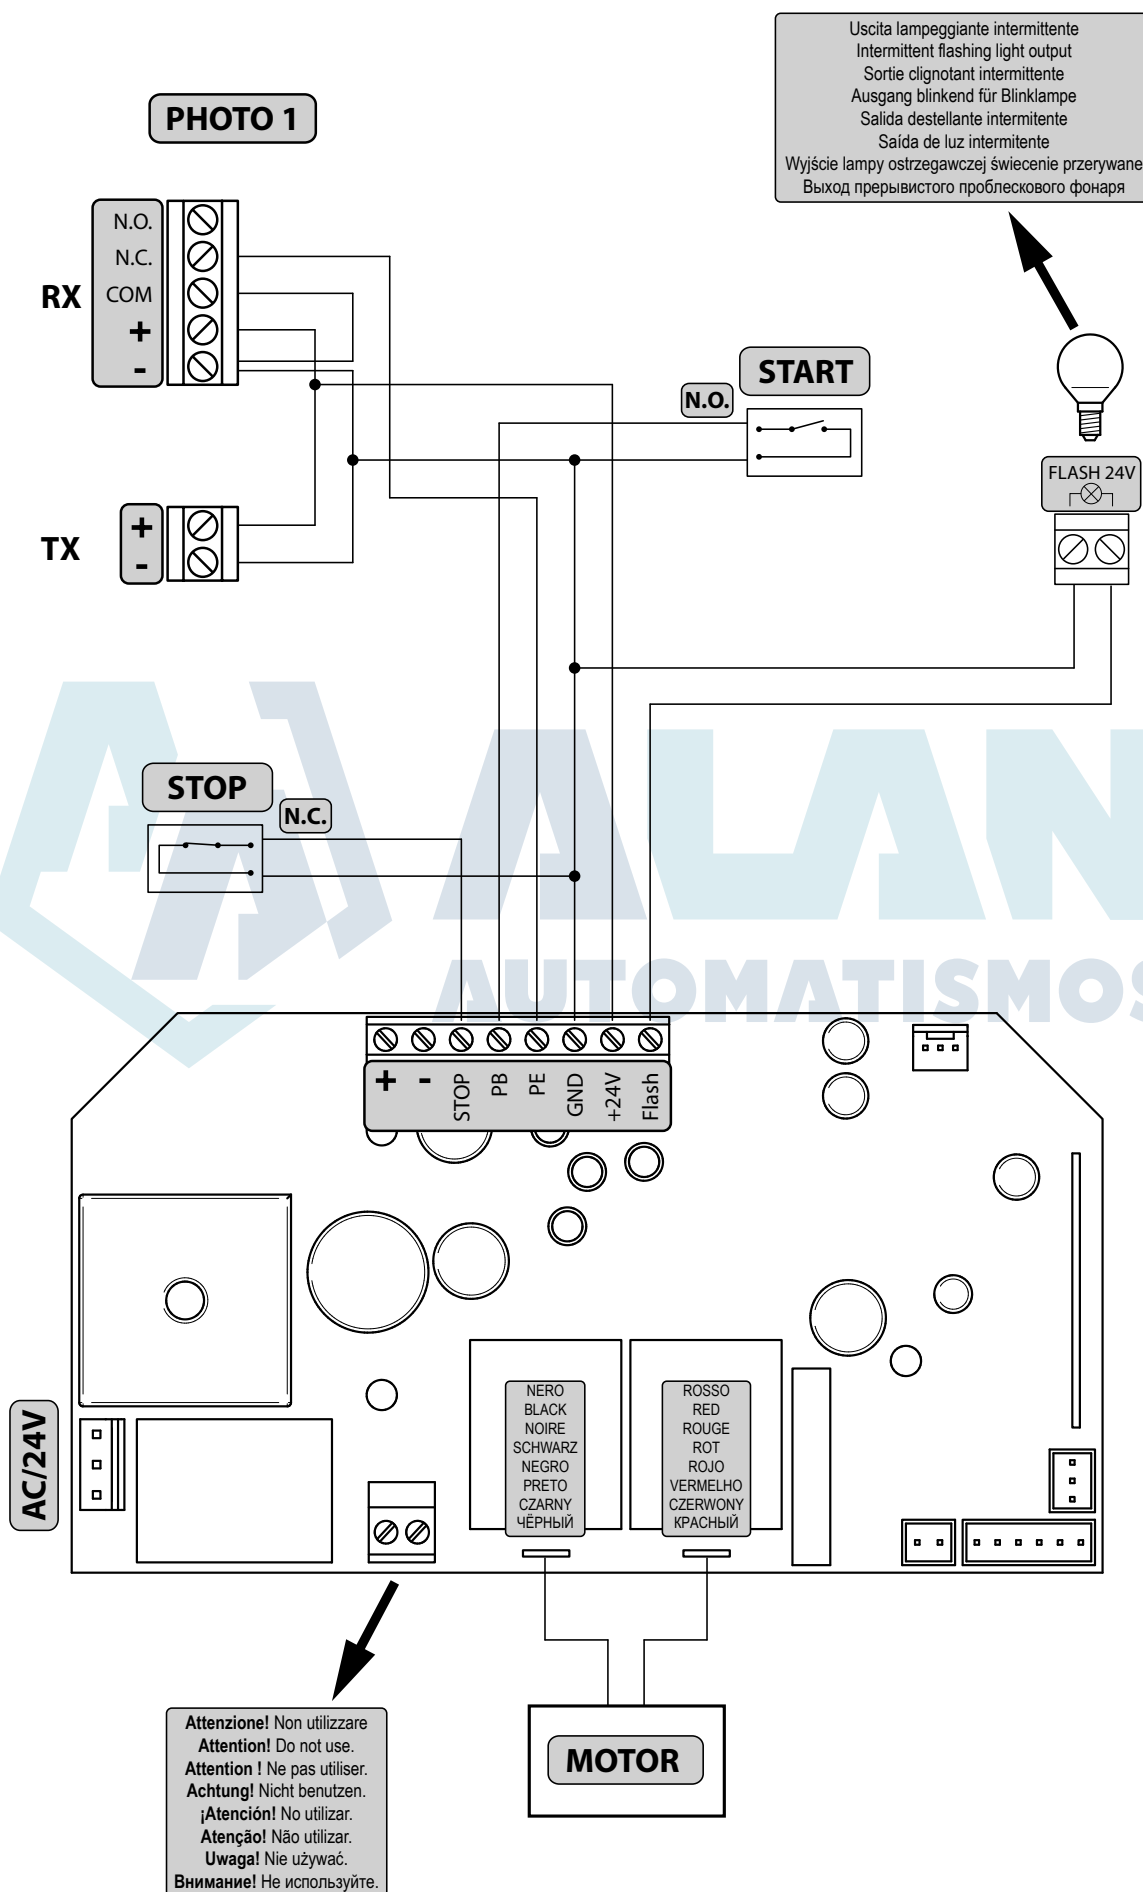 Uscita lampeggiante intermittente
Intermittent flashing light output
Sortie clignotant intermittente
Ausgang blinkend für Blinklampe
Salida destellante intermitente
Saída de luz intermitente
Wyjście lampy ostrzegawczej świecenie przerywane
Выход прерывистого проблескового фонаря
PHOTO 1
RX
N.O.
N.C.
COM
+
-
START
N.O.
FLASH 24V
TX
+
-
STOP
N.C.
ALAN
AUTOMATISMOS
+
-
STOP
PB
PE
GND
+24V
Flash
AC/24V
NERO
BLACK
NOIRE
SCHWARZ
NEGRO
PRETO
CZARNY
ЧЁРНЫЙ
ROSSO
RED
ROUGE
ROT
ROJO
VERMELHO
CZERWONY
КРАСНЫЙ
MOTOR
Attenzione! Non utilizzare
Attention! Do not use.
Attention ! Ne pas utiliser.
Achtung! Nicht benutzen.
¡Atención! No utilizar.
Atenção! Não utilizar.
Uwaga! Nie używać.
Внимание! Не используйте.